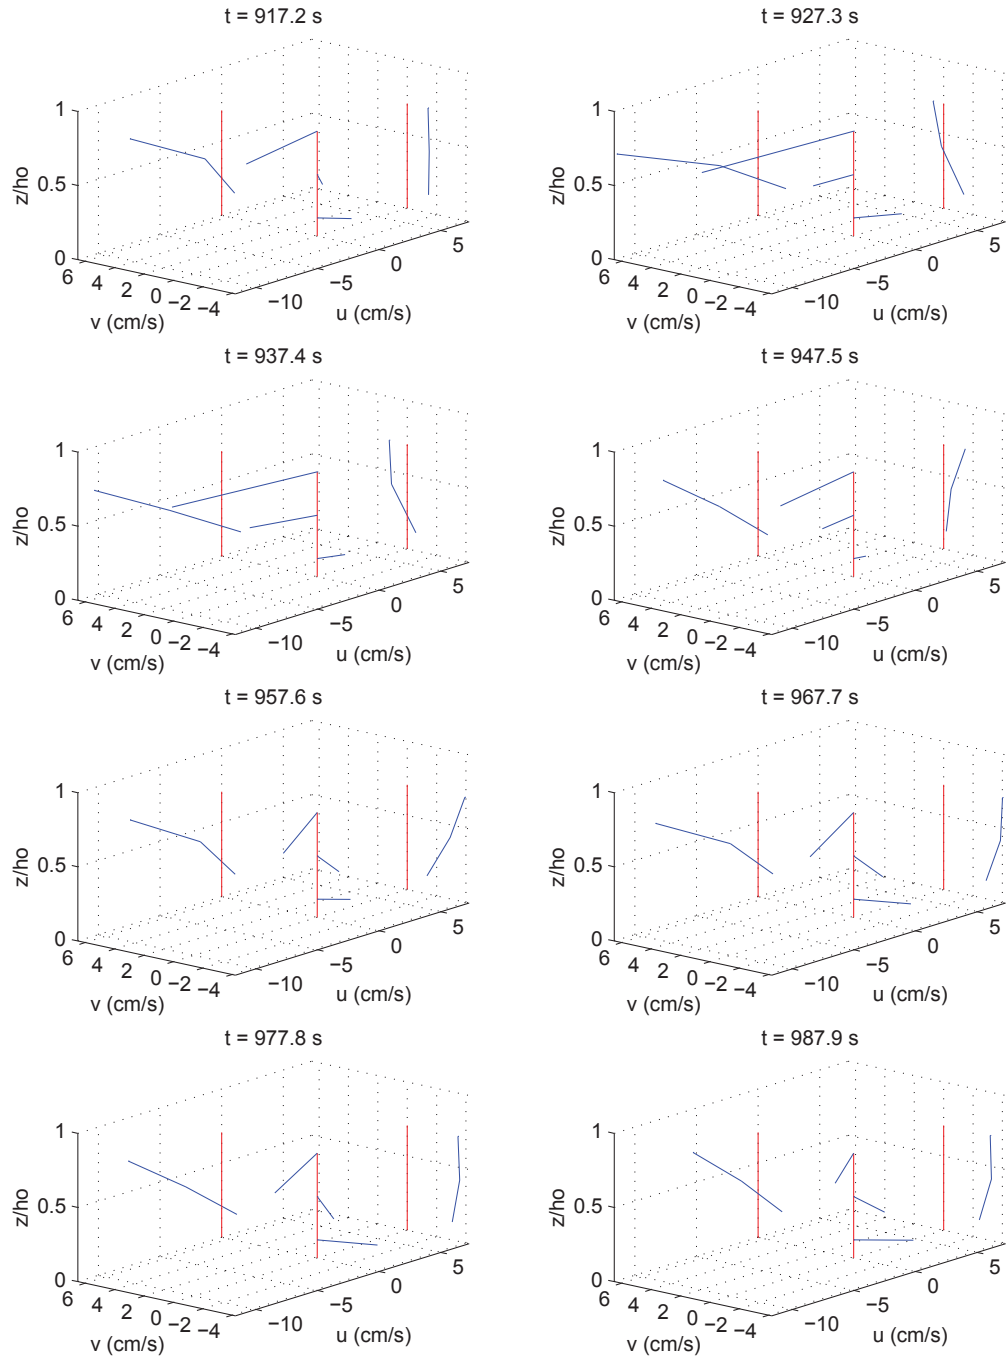 t = 917.2 s
1
0.5
0
z/ho
6 4 2 0 −2 −4
v (cm/s)
−10 −5 0 5
u (cm/s)
t = 927.3 s
1
0.5
0
z/ho
6 4 2 0 −2 −4
v (cm/s)
−10 −5 0 5
u (cm/s)
t = 937.4 s
1
0.5
0
z/ho
6 4 2 0 −2 −4
v (cm/s)
−10 −5 0 5
u (cm/s)
t = 947.5 s
1
0.5
0
z/ho
6 4 2 0 −2 −4
v (cm/s)
−10 −5 0 5
u (cm/s)
t = 957.6 s
1
0.5
0
z/ho
6 4 2 0 −2 −4
v (cm/s)
−10 −5 0 5
u (cm/s)
t = 967.7 s
1
0.5
0
z/ho
6 4 2 0 −2 −4
v (cm/s)
−10 −5 0 5
u (cm/s)
t = 977.8 s
1
0.5
0
z/ho
6 4 2 0 −2 −4
v (cm/s)
−10 −5 0 5
u (cm/s)
t = 987.9 s
1
0.5
0
z/ho
6 4 2 0 −2 −4
v (cm/s)
−10 −5 0 5
u (cm/s)